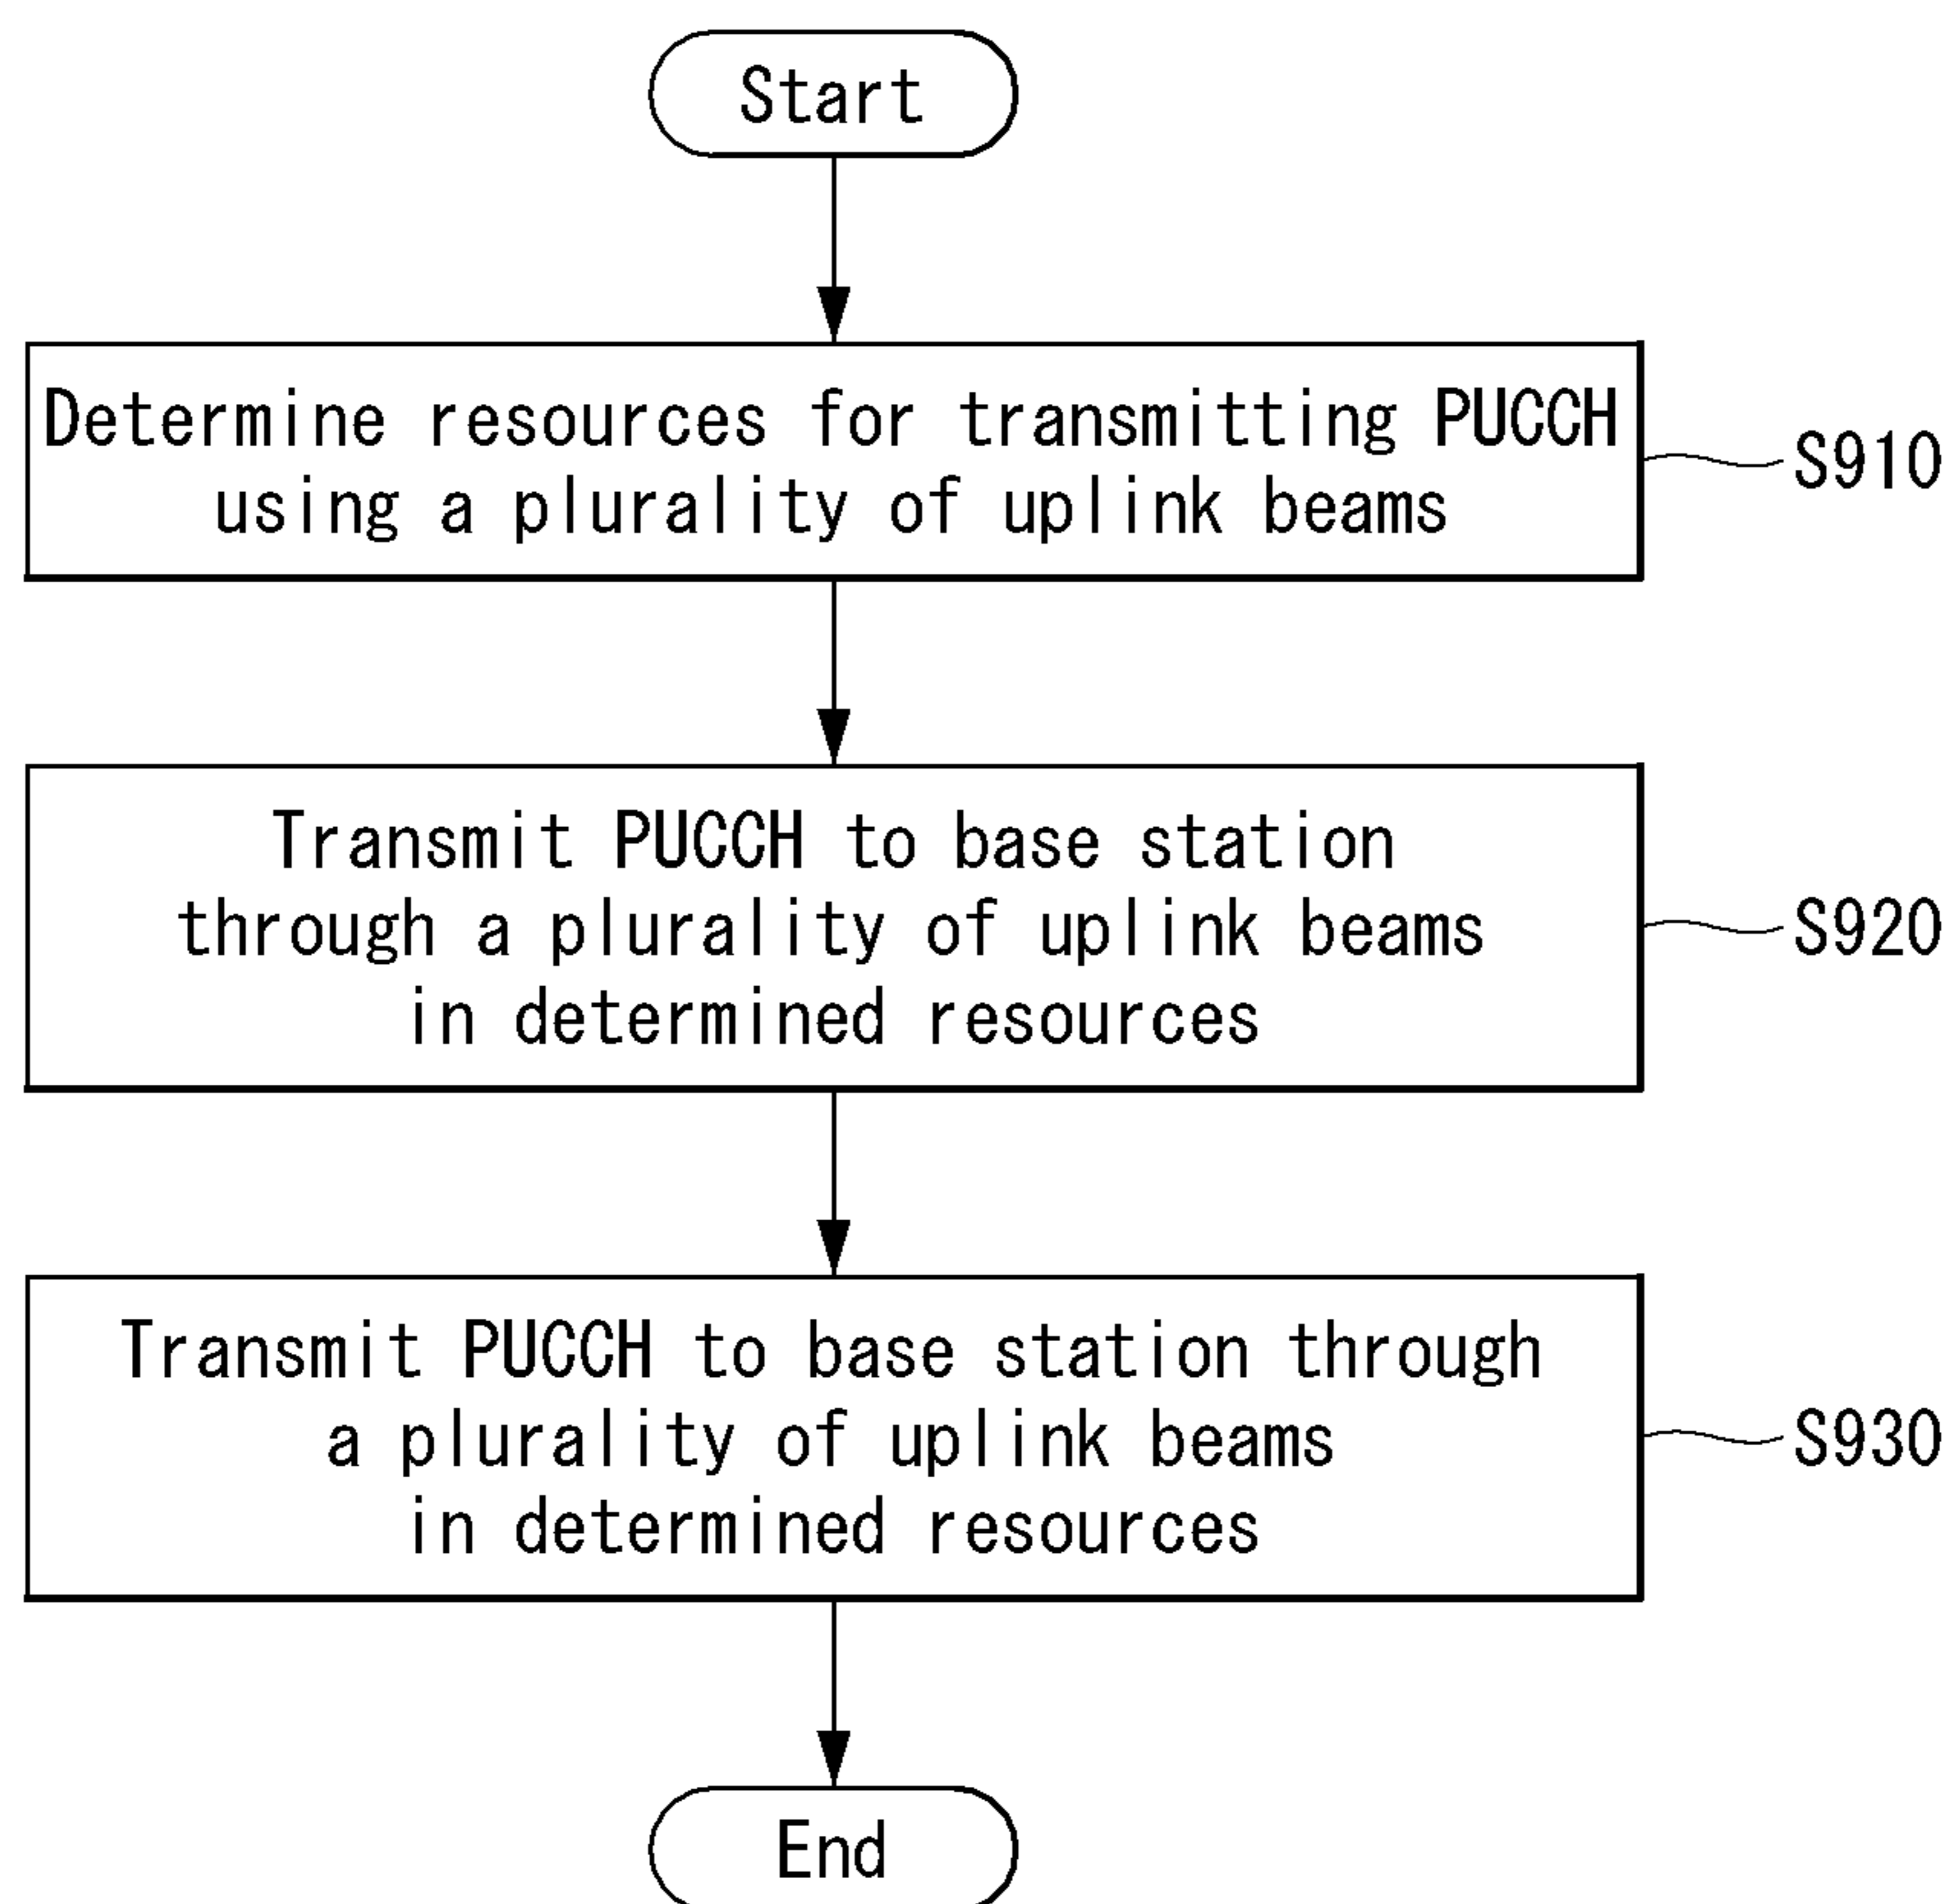 Start
Determine resources for transmitting PUCCH
using a plurality of uplink beams
S910
Transmit PUCCH to base station
through a plurality of uplink beams
in determined resources
S920
Transmit PUCCH to base station through
a plurality of uplink beams
in determined resources
S930
End